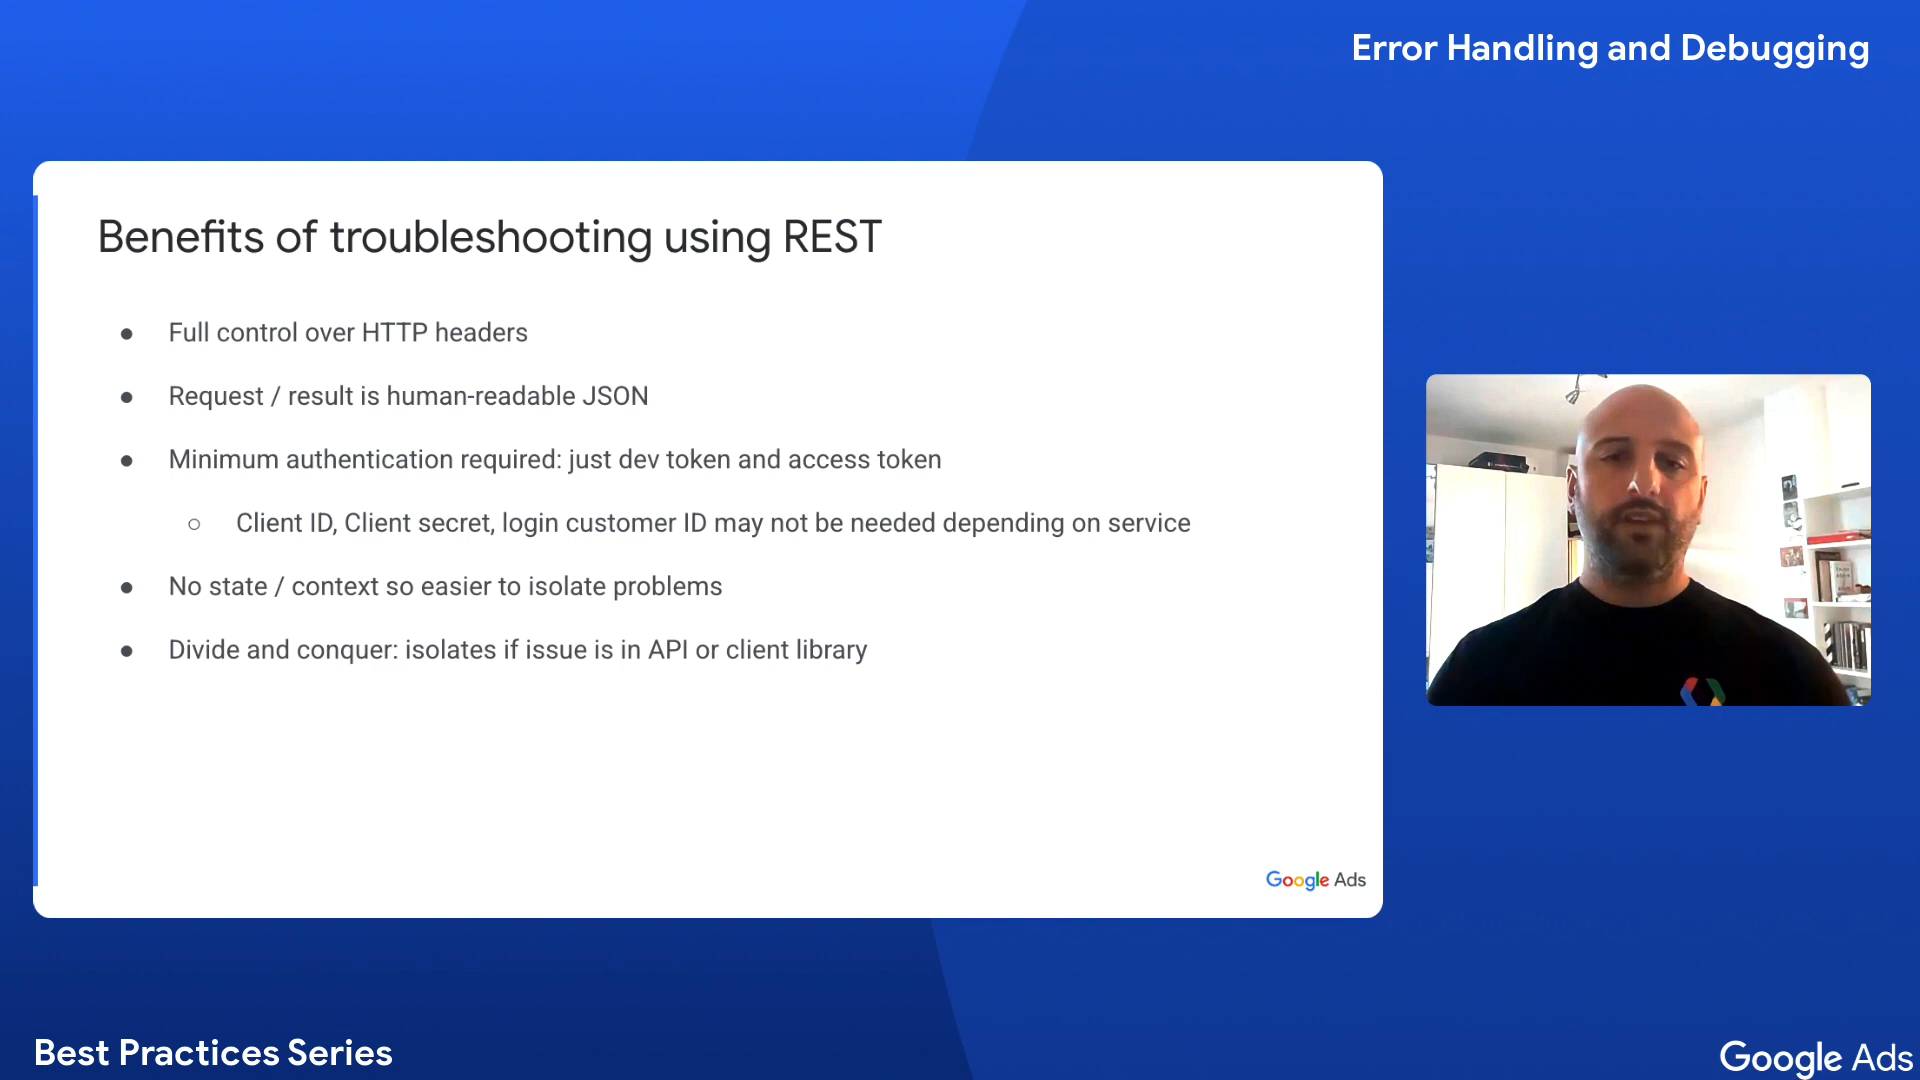 Error Handling and Debugging
Benefits of troubleshooting using REST
● Full control over HTTP headers
● Request / result is human-readable JSON
● Minimum authentication required: just dev token and access token
○ Client ID, Client secret, login customer ID may not be needed depending on service
● No state / context so easier to isolate problems
● Divide and conquer: isolates if issue is in API or client library
Google Ads
Best Practices Series
Google Ads